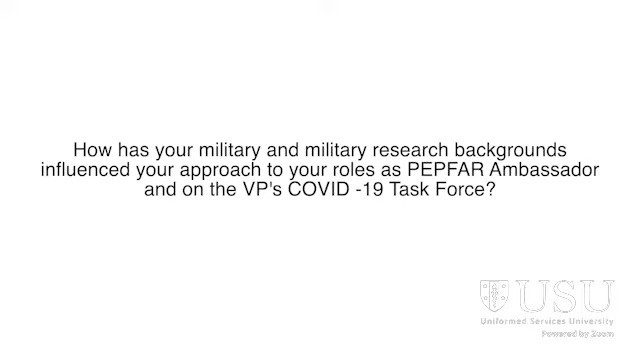 How has your military and military research backgrounds
influenced your approach to your roles as PEPFAR Ambassador
and on the VP's COVID -19 Task Force?
USU
Uniformed Services University
Powered by Zoom